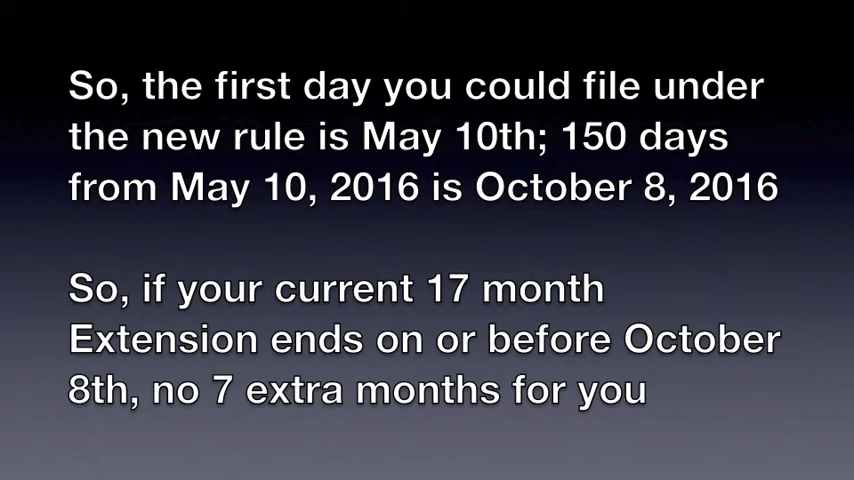 So, the first day you could file under
the new rule is May 10th; 150 days
from May 10, 2016 is October 8, 2016
So, if your current 17 month
Extension ends on or before October
8th, no 7 extra months for you